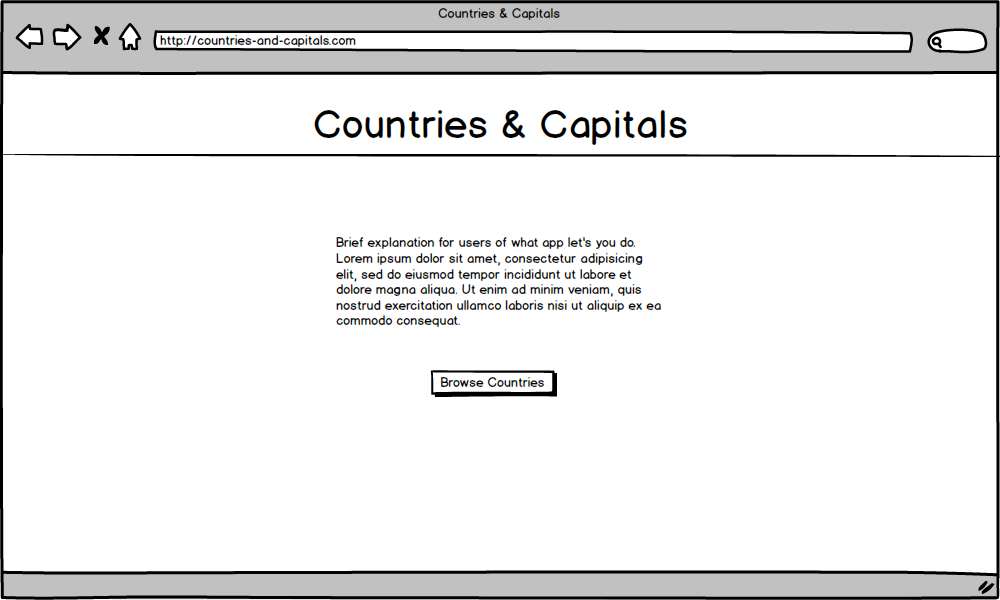 Countries & Capitals
http://countries-and-capitals.com
Countries & Capitals
Brief explanation for users of what app let's you do.
Lorem ipsum dolor sit amet, consectetur adipisicing
elit, sed do eiusmod tempor incididunt ut labore et
dolore magna aliqua. Ut enim ad minim veniam, quis
nostrud exercitation ullamco laboris nisi ut aliquip ex ea
commodo consequat.
Browse Countries